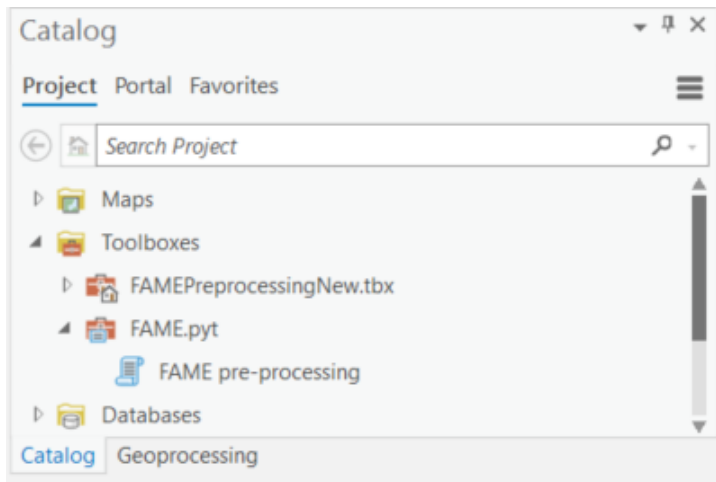 Catalog
Project Portal Favorites
Search Project
Maps
Toolboxes
FAMEPreprocessingNew.tbx
FAME.pyt
FAME pre-processing
Databases
Catalog Geoprocessing